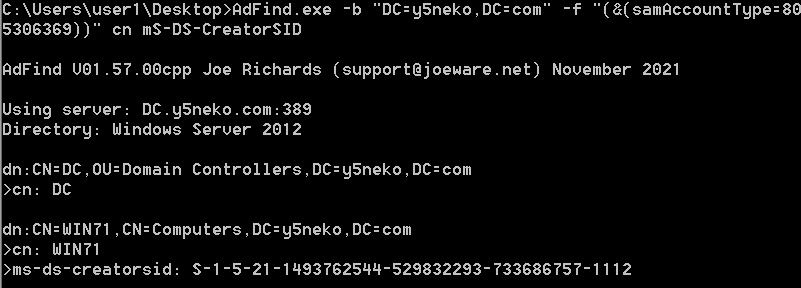 C:\Users\user1\Desktop>AdFind.exe -b "DC=y5neko,DC=com" -f "(&(samAccountType=80
5306369))" cn mS-DS-CreatorSID
AdFind V01.57.00cpp Joe Richards (support@joeware.net) November 2021
Using server: DC.y5neko.com:389
Directory: Windows Server 2012
dn:CN=DC,OU=Domain Controllers,DC=y5neko,DC=com
>cn: DC
dn:CN=WIN71,CN=Computers,DC=y5neko,DC=com
>cn: WIN71
>ms-ds-creatorsid: S-1-5-21-1493762544-529832293-733686757-1112